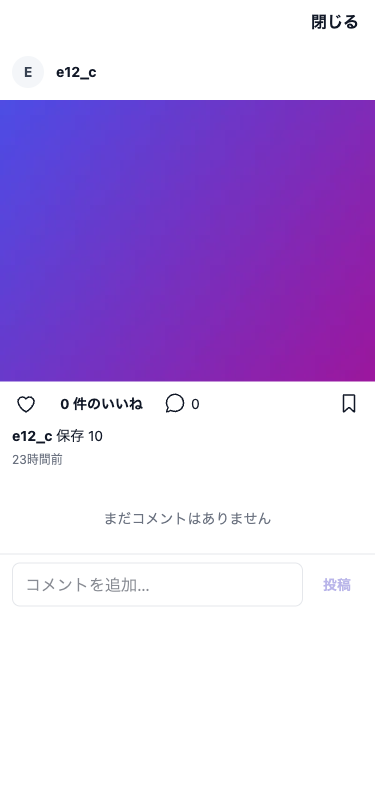 閉じる
E e12_c
0 件のいいね 0
e12_c 保存 10
23時間前
まだコメントはありません
コメントを追加... 投稿